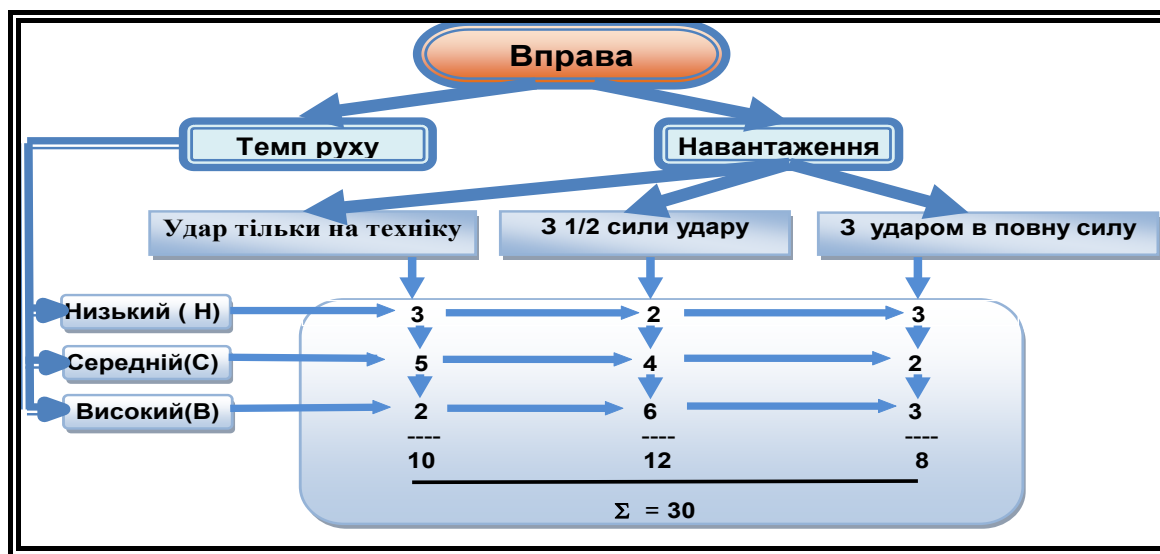 Вправа
Темп руху
Навантаження
Удар тільки на техніку
З 1/2 сили удару
З ударом в повну силу
Низький ( Н)
3
2
3
Середній(С)
5
4
2
Високий(В)
2
6
3
----
----
----
10
12
8
Σ = 30